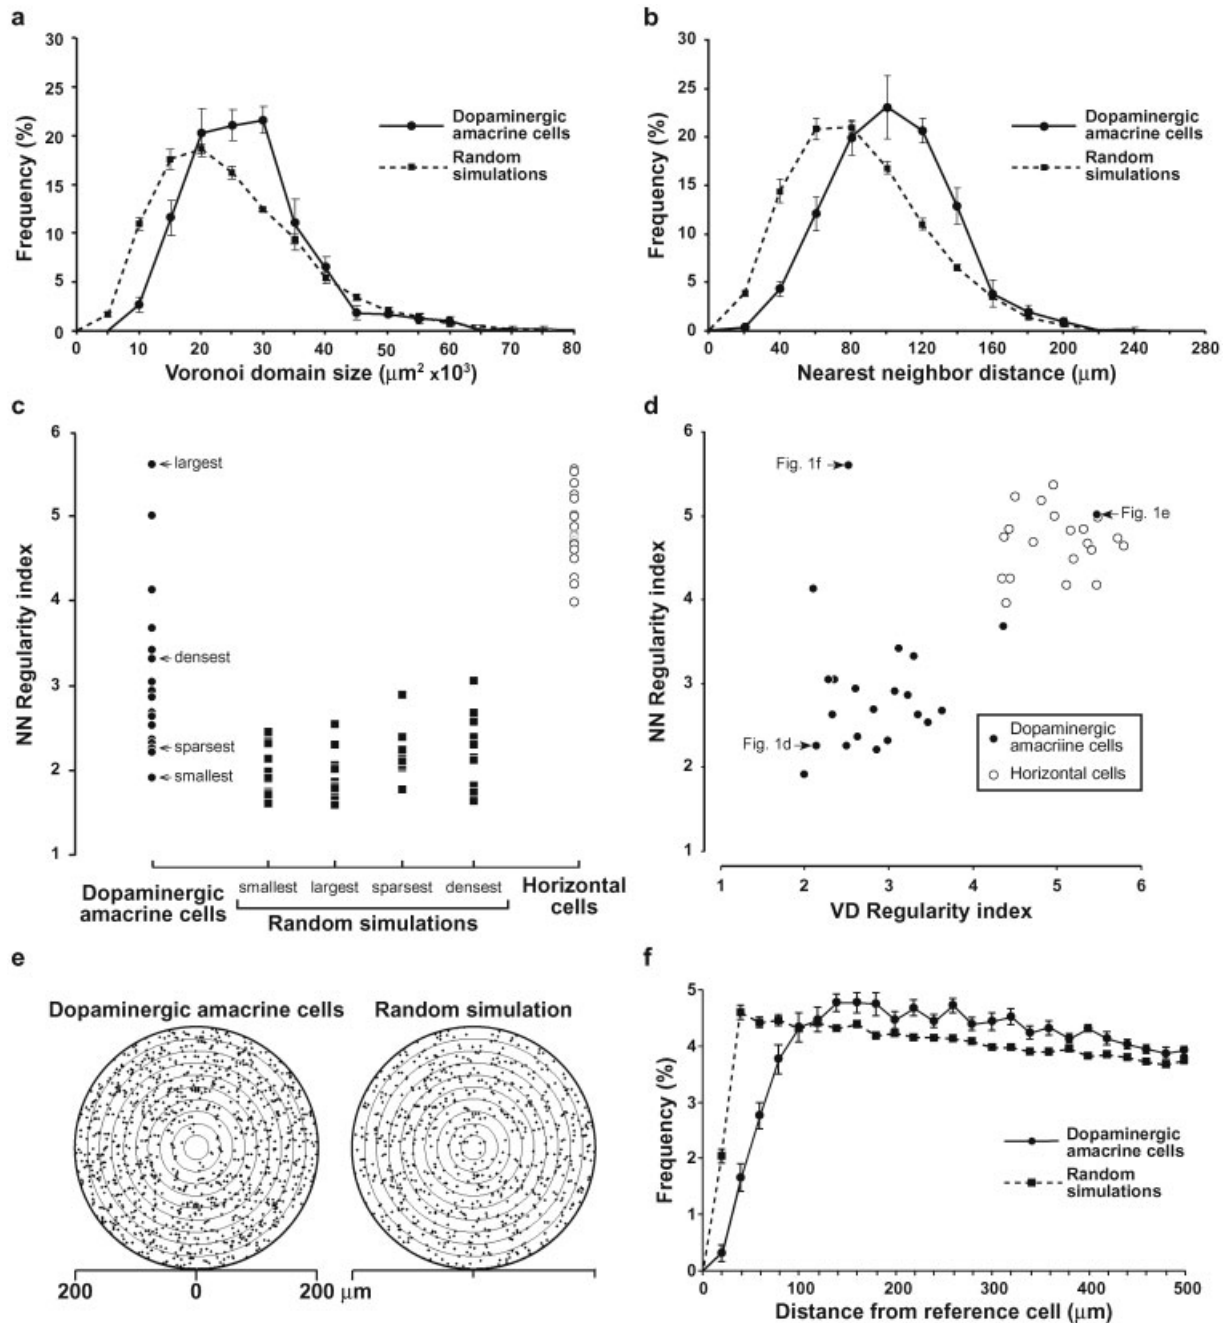 a
30
25
20
15
10
5
0
Frequency (%)
Dopaminergic
amacrine cells
Random
simulations
0 10 20 30 40 50 60 70 80
Voronoi domain size (μm² x10³)
b
30
25
20
15
10
5
0
Frequency (%)
Dopaminergic
amacrine cells
Random
simulations
0 40 80 120 160 200 240 280
Nearest neighbor distance (μm)
c
6
5
4
3
2
1
NN Regularity index
largest
densest
sparsest
smallest
Dopaminergic
amacrine cells
smallest largest sparsest densest
Random simulations
Horizontal
cells
d
6
5
4
3
2
1
NN Regularity index
Fig. 1f
Fig. 1e
Fig. 1d
Dopaminergic
amacriine cells
Horizontal cells
1 2 3 4 5 6
VD Regularity index
e
Dopaminergic amacrine cells
Random simulation
200 0 200 μm
f
5
4
3
2
1
0
Frequency (%)
Dopaminergic
amacrine cells
Random
simulations
0 100 200 300 400 500
Distance from reference cell (μm)